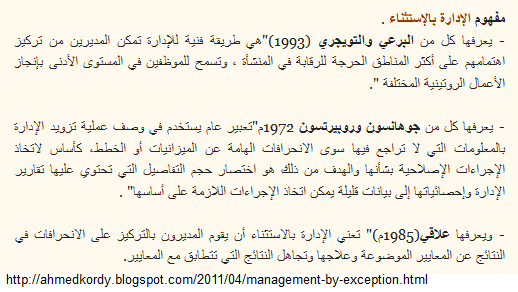 مفهوم الإدارة بالإستثناء .
- يعرفها كل من البرعي والتويجري (1993)"هي طريقة فنية للإدارة تمكن المديرين من تركيز
اهتمامهم على أكثر المناطق الحرجة للرقابة في المنشأة ، وتسمح للموظفين في المستوى الأدنى بإنجاز
الأعمال الروتينية المختلفة ".
- يعرفها كل من جوهانسون وروبيرتسون 1972م"تعبير عام يستخدم في وصف عملية تزويد الإدارة
بالمعلومات التي لا تراجع فيها سوى الانحرافات الهامة عن الميزانيات أو الخطط، كأساس لاتخاذ
الإجراءات الإصلاحية بشأنها والهدف من ذلك هو اختصار حجم التفاصيل التي تحتوي عليها تقارير
الإدارة وإحصائياتها إلى بيانات قليلة يمكن اتخاذ الإجراءات اللازمة على أساسها" .
- ويعرفها علاقي(1985م)" تعني الإدارة بالاستثناء أن يقوم المديرون بالتركيز على الانحرافات في
النتائج عن المعايير الموضوعة وعلاجها وتجاهل النتائج التي تتطابق مع المعايير.
http://ahmedkordy.blogspot.com/2011/04/management-by-exception.html